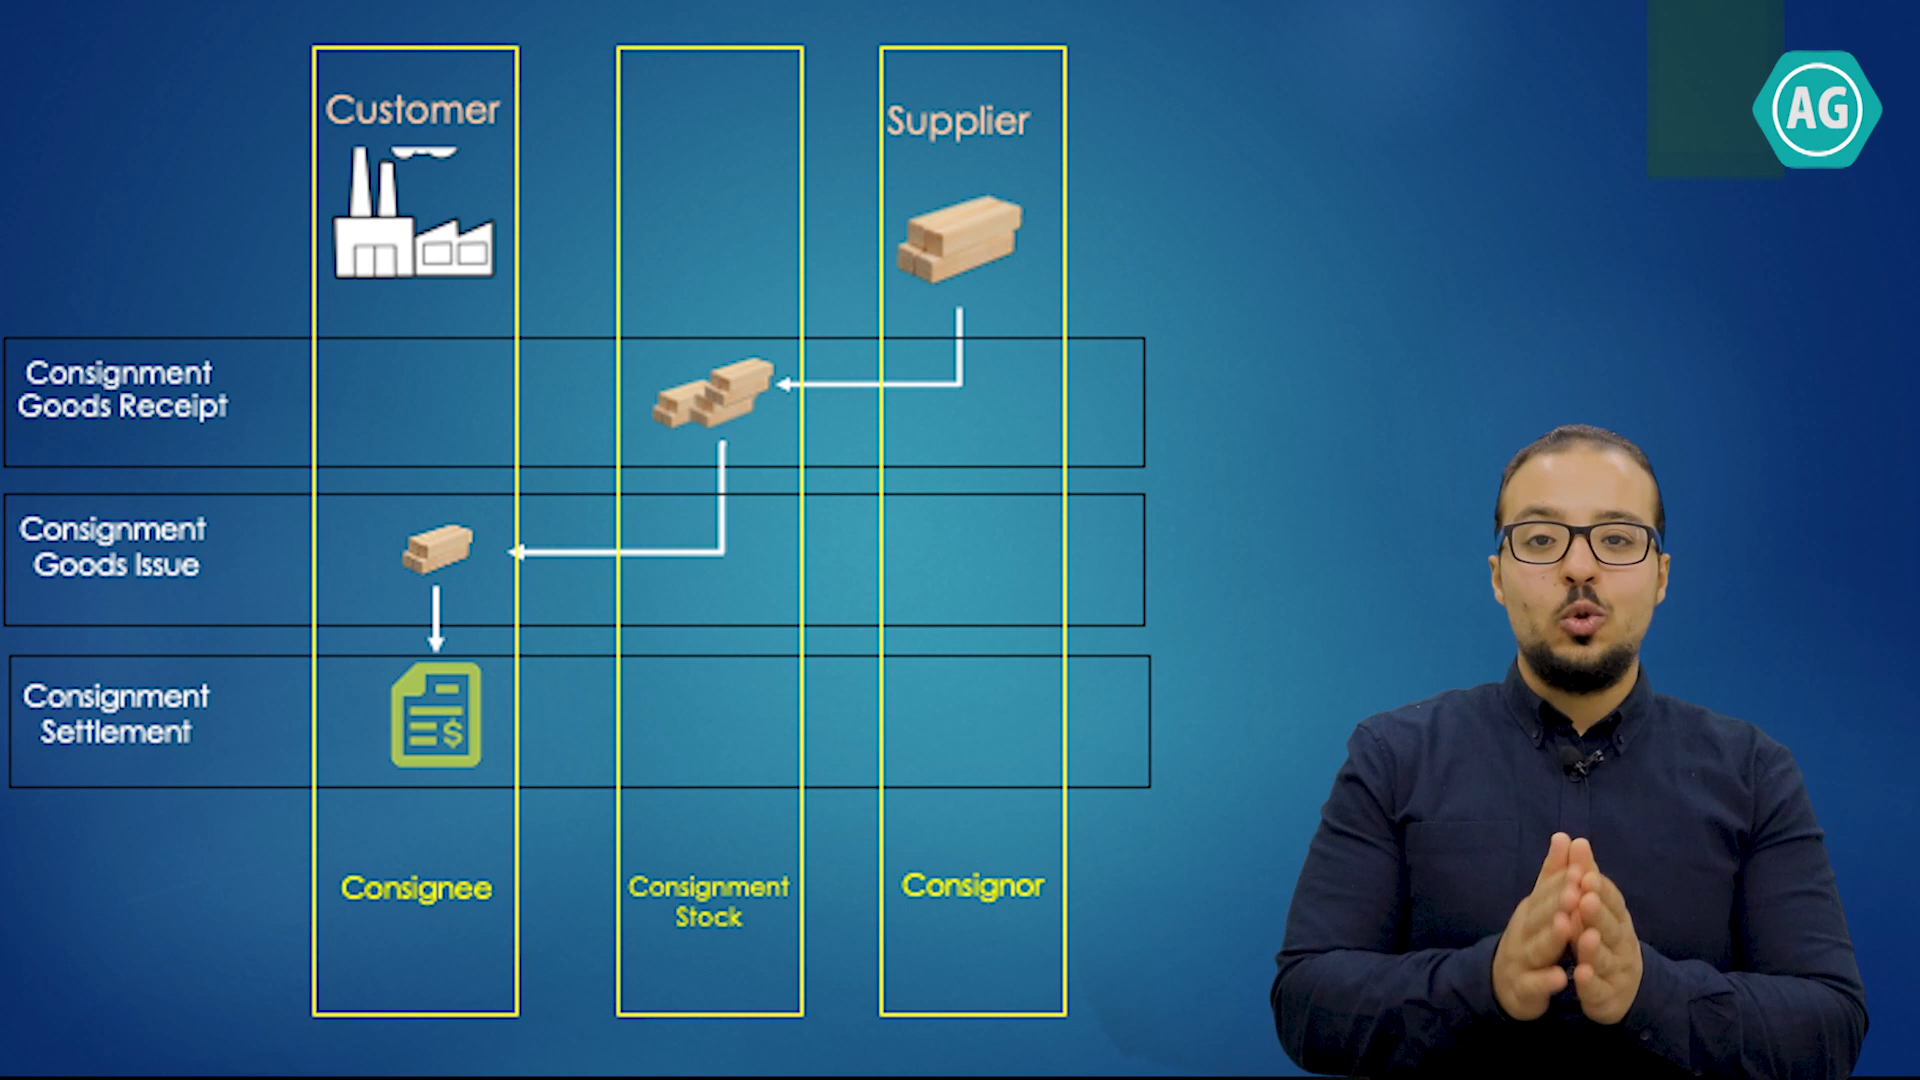 Customer
Supplier
AG
Consignment
Goods Receipt
Consignment
Goods Issue
$
Consignment
Settlement
Consignee
Consignment
Stock
Consignor